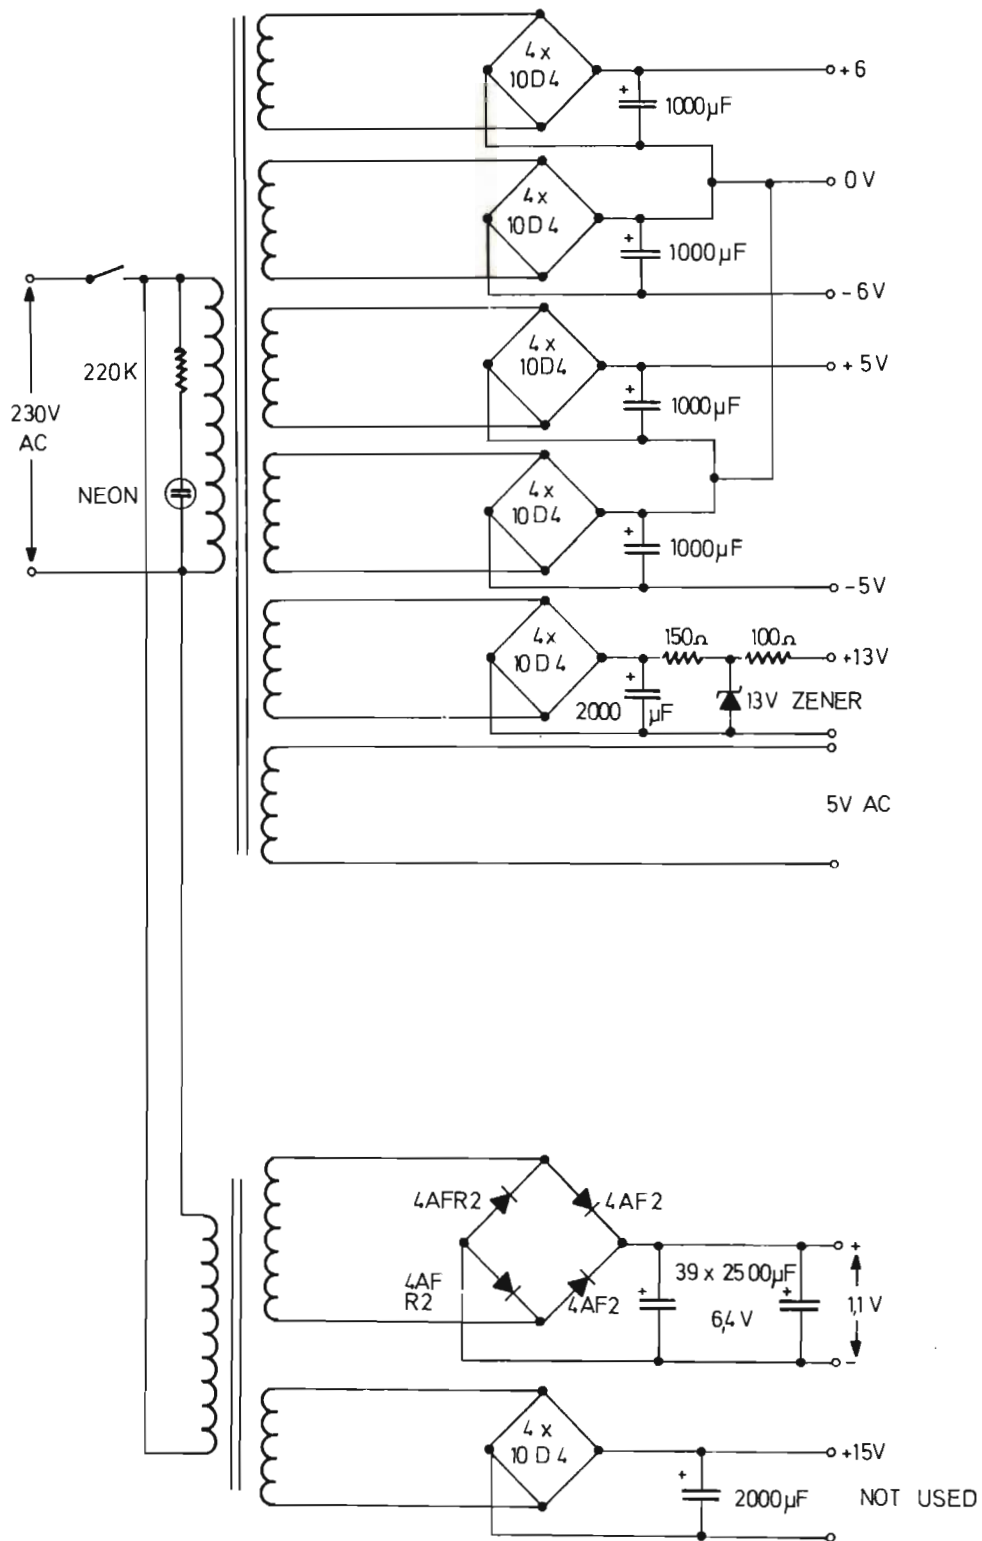 4 x
10D4
+
1000µF
+6
0V
4 x
10D4
+
1000µF
-6V
230V
AC
220K
NEON
4 x
10D4
+
1000µF
+5V
4 x
10D4
+
1000µF
-5V
4 x
10D4
+
2000 µF
150Ω
100Ω
+13V
13V ZENER
5V AC
4AFR2
4AF2
4AF
R2
4AF2
39 x 2500µF
+
+
6,4V
+
1,1 V
-
4 x
10D4
+
2000µF
+15V
NOT USED